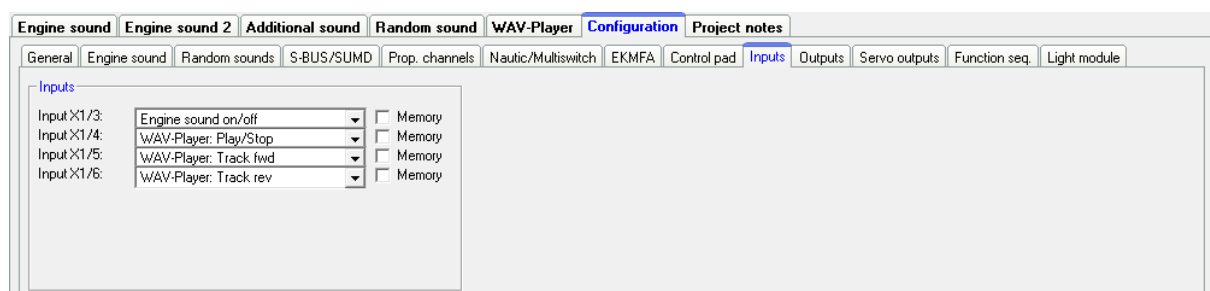 Engine sound Engine sound 2 Additional sound Random sound WAV-Player Configuration Project notes
General Engine sound Random sounds S-BUS/SUMD Prop. channels Nautic/Multiswitch EKMFA Control pad Inputs Outputs Servo outputs Function seq. Light module
Inputs
Input X1/3: Engine sound on/off Memory
Input X1/4: WAV-Player: Play/Stop Memory
Input X1/5: WAV-Player: Track fwd Memory
Input X1/6: WAV-Player: Track rev Memory